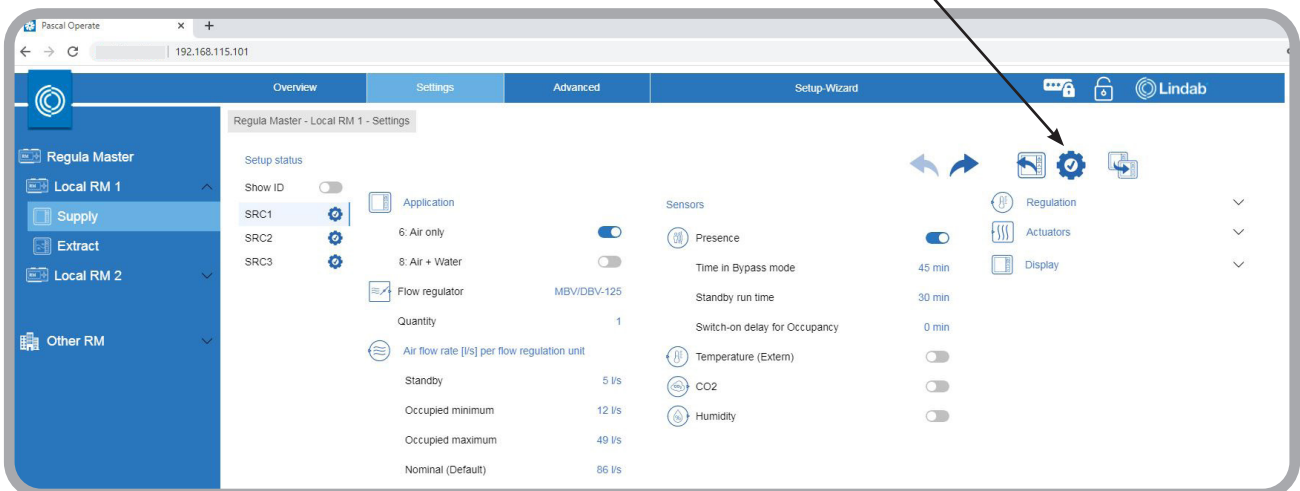 Pascal Operate
192.168.115.101
Overview
Settings
Advanced
Setup-Wizard
Lindab
Regula Master - Local RM 1 - Settings
Regula Master
Local RM 1
Supply
Extract
Local RM 2
Other RM
Setup status
Show ID
SRC1
SRC2
SRC3
Application
6: Air only
8: Air + Water
Flow regulator MBV/DBV-125
Quantity 1
Air flow rate [l/s] per flow regulation unit
Standby 5 l/s
Occupied minimum 12 l/s
Occupied maximum 49 l/s
Nominal (Default) 86 l/s
Sensors
Presence
Time in Bypass mode 45 min
Standby run time 30 min
Switch-on delay for Occupancy 0 min
Temperature (Extern)
CO2
Humidity
Regulation
Actuators
Display